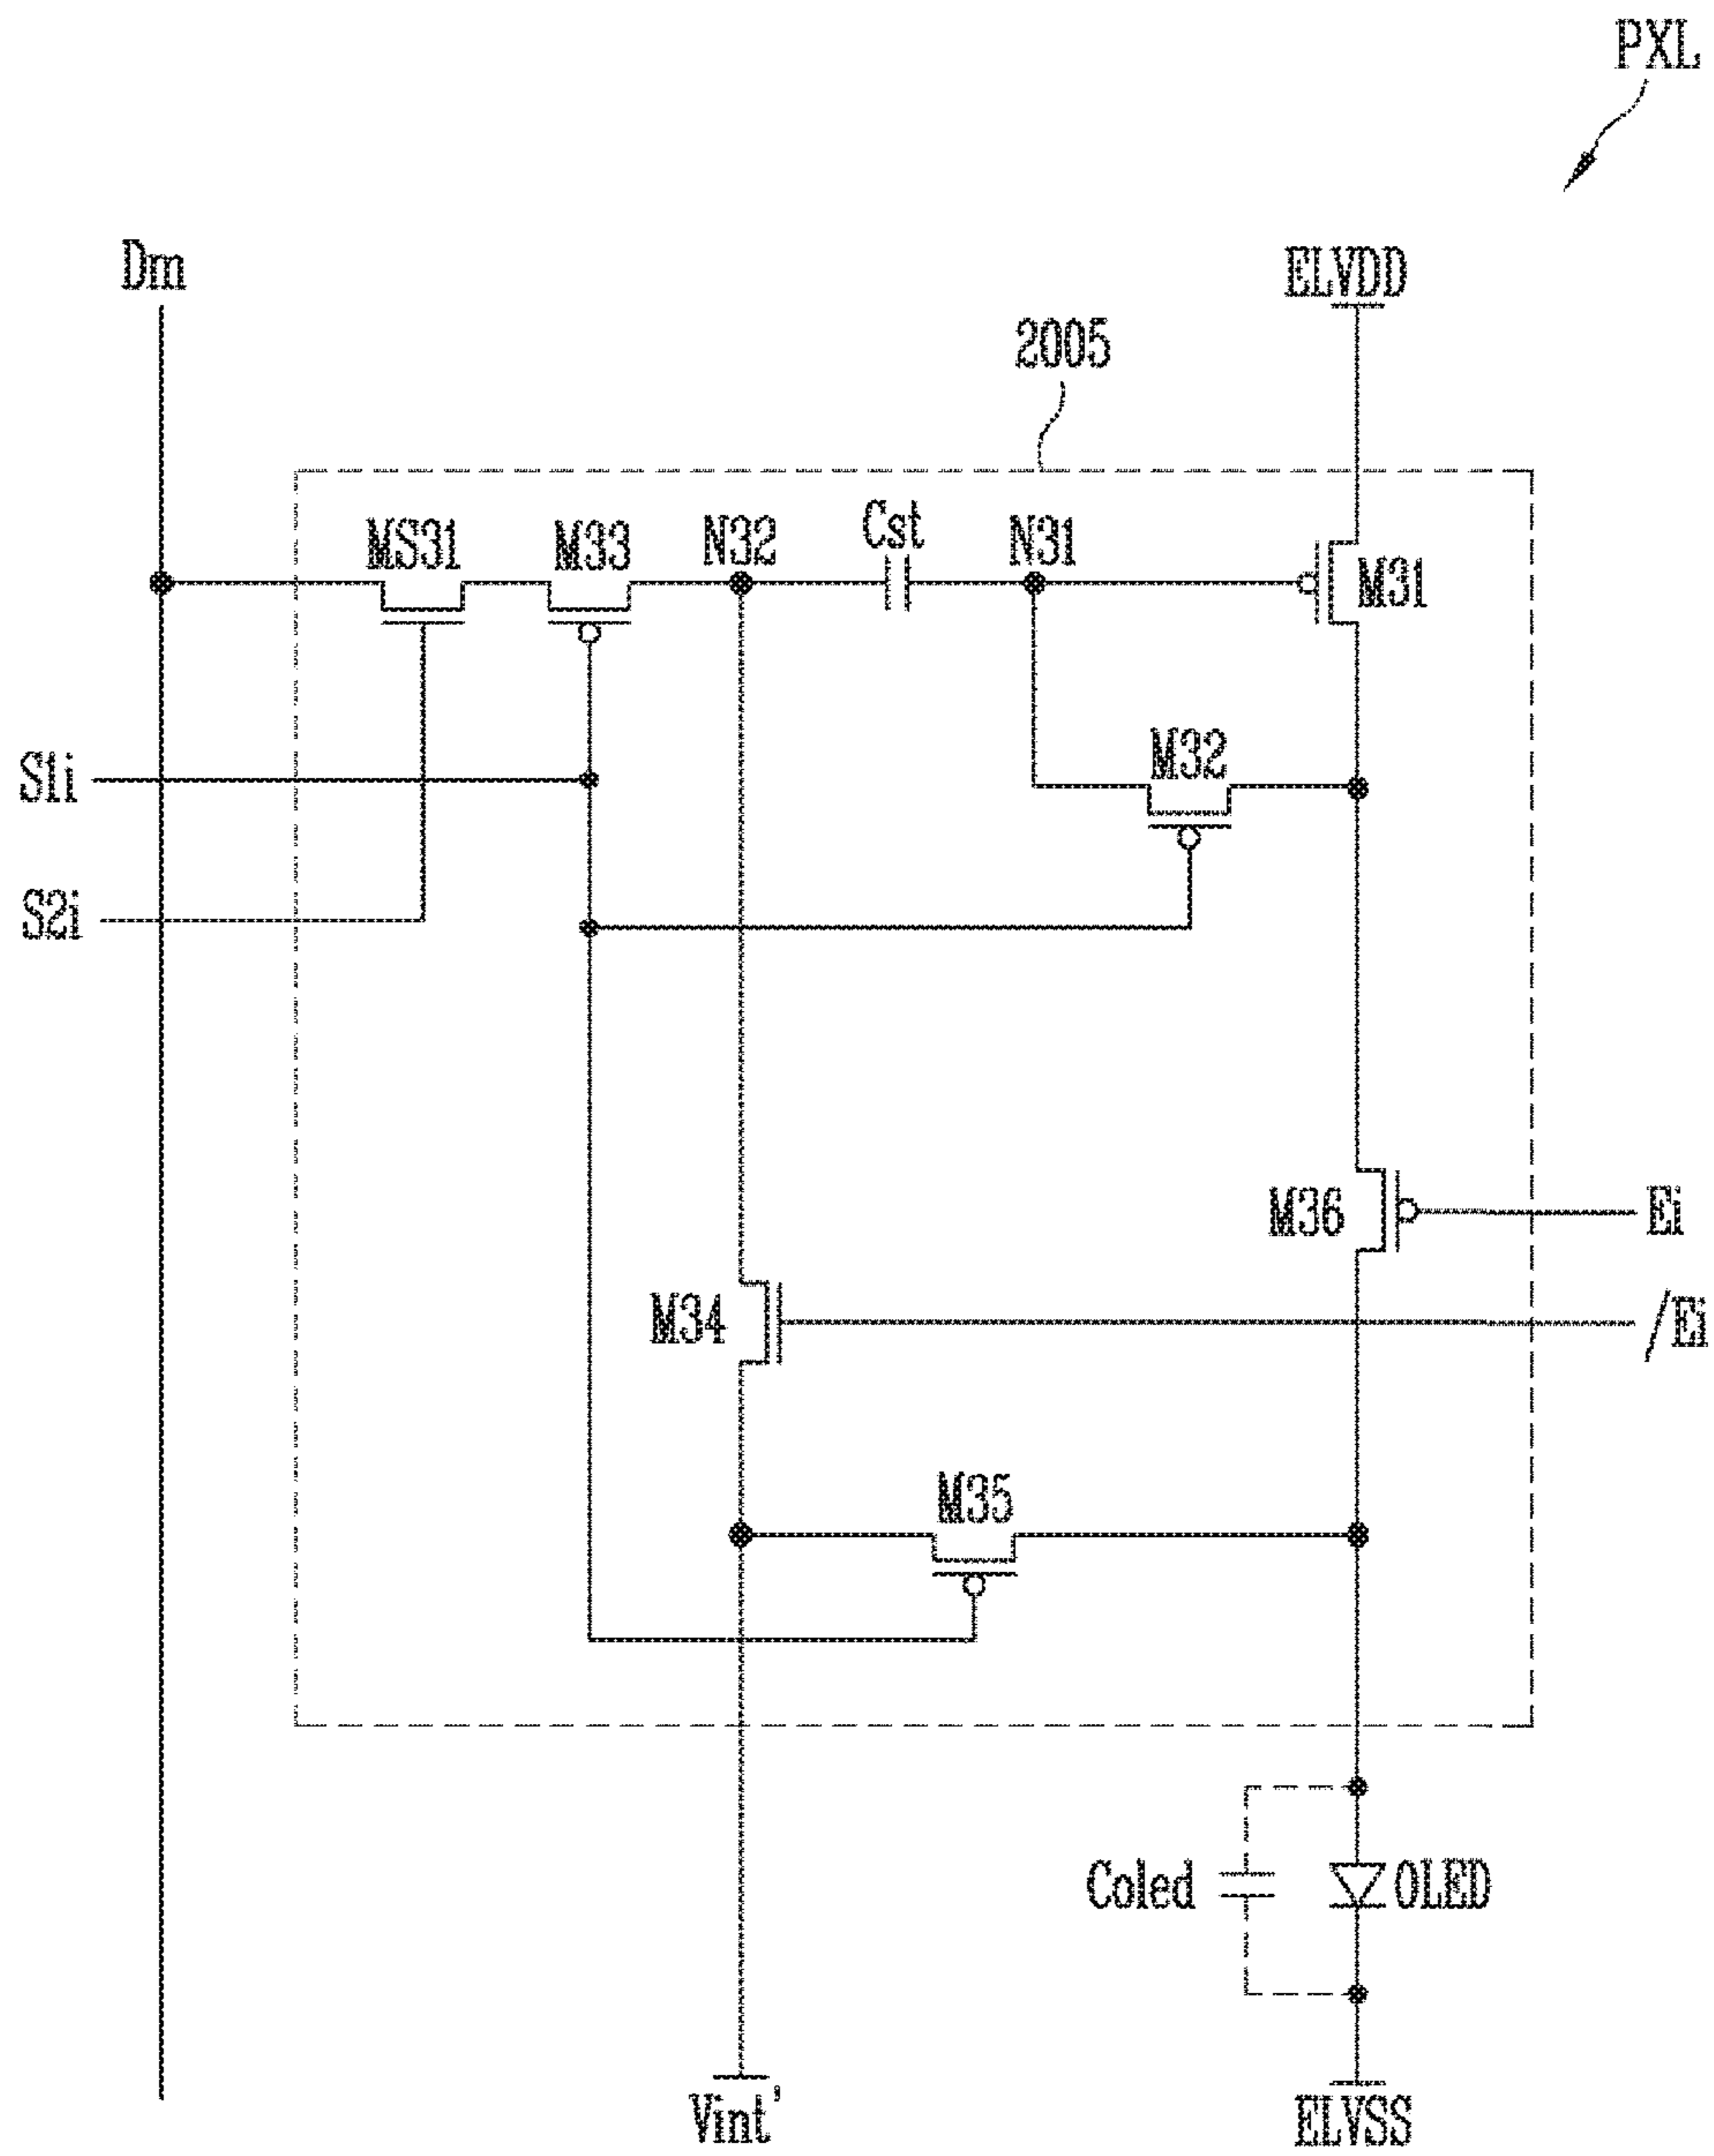 PXL
Dm
ELVDD
2005
MS31
M33
N32
Cst
N31
M31
M32
S1i
S2i
M36
Ei
M34
/Ei
M35
Coled
OLED
Vint'
ELVSS